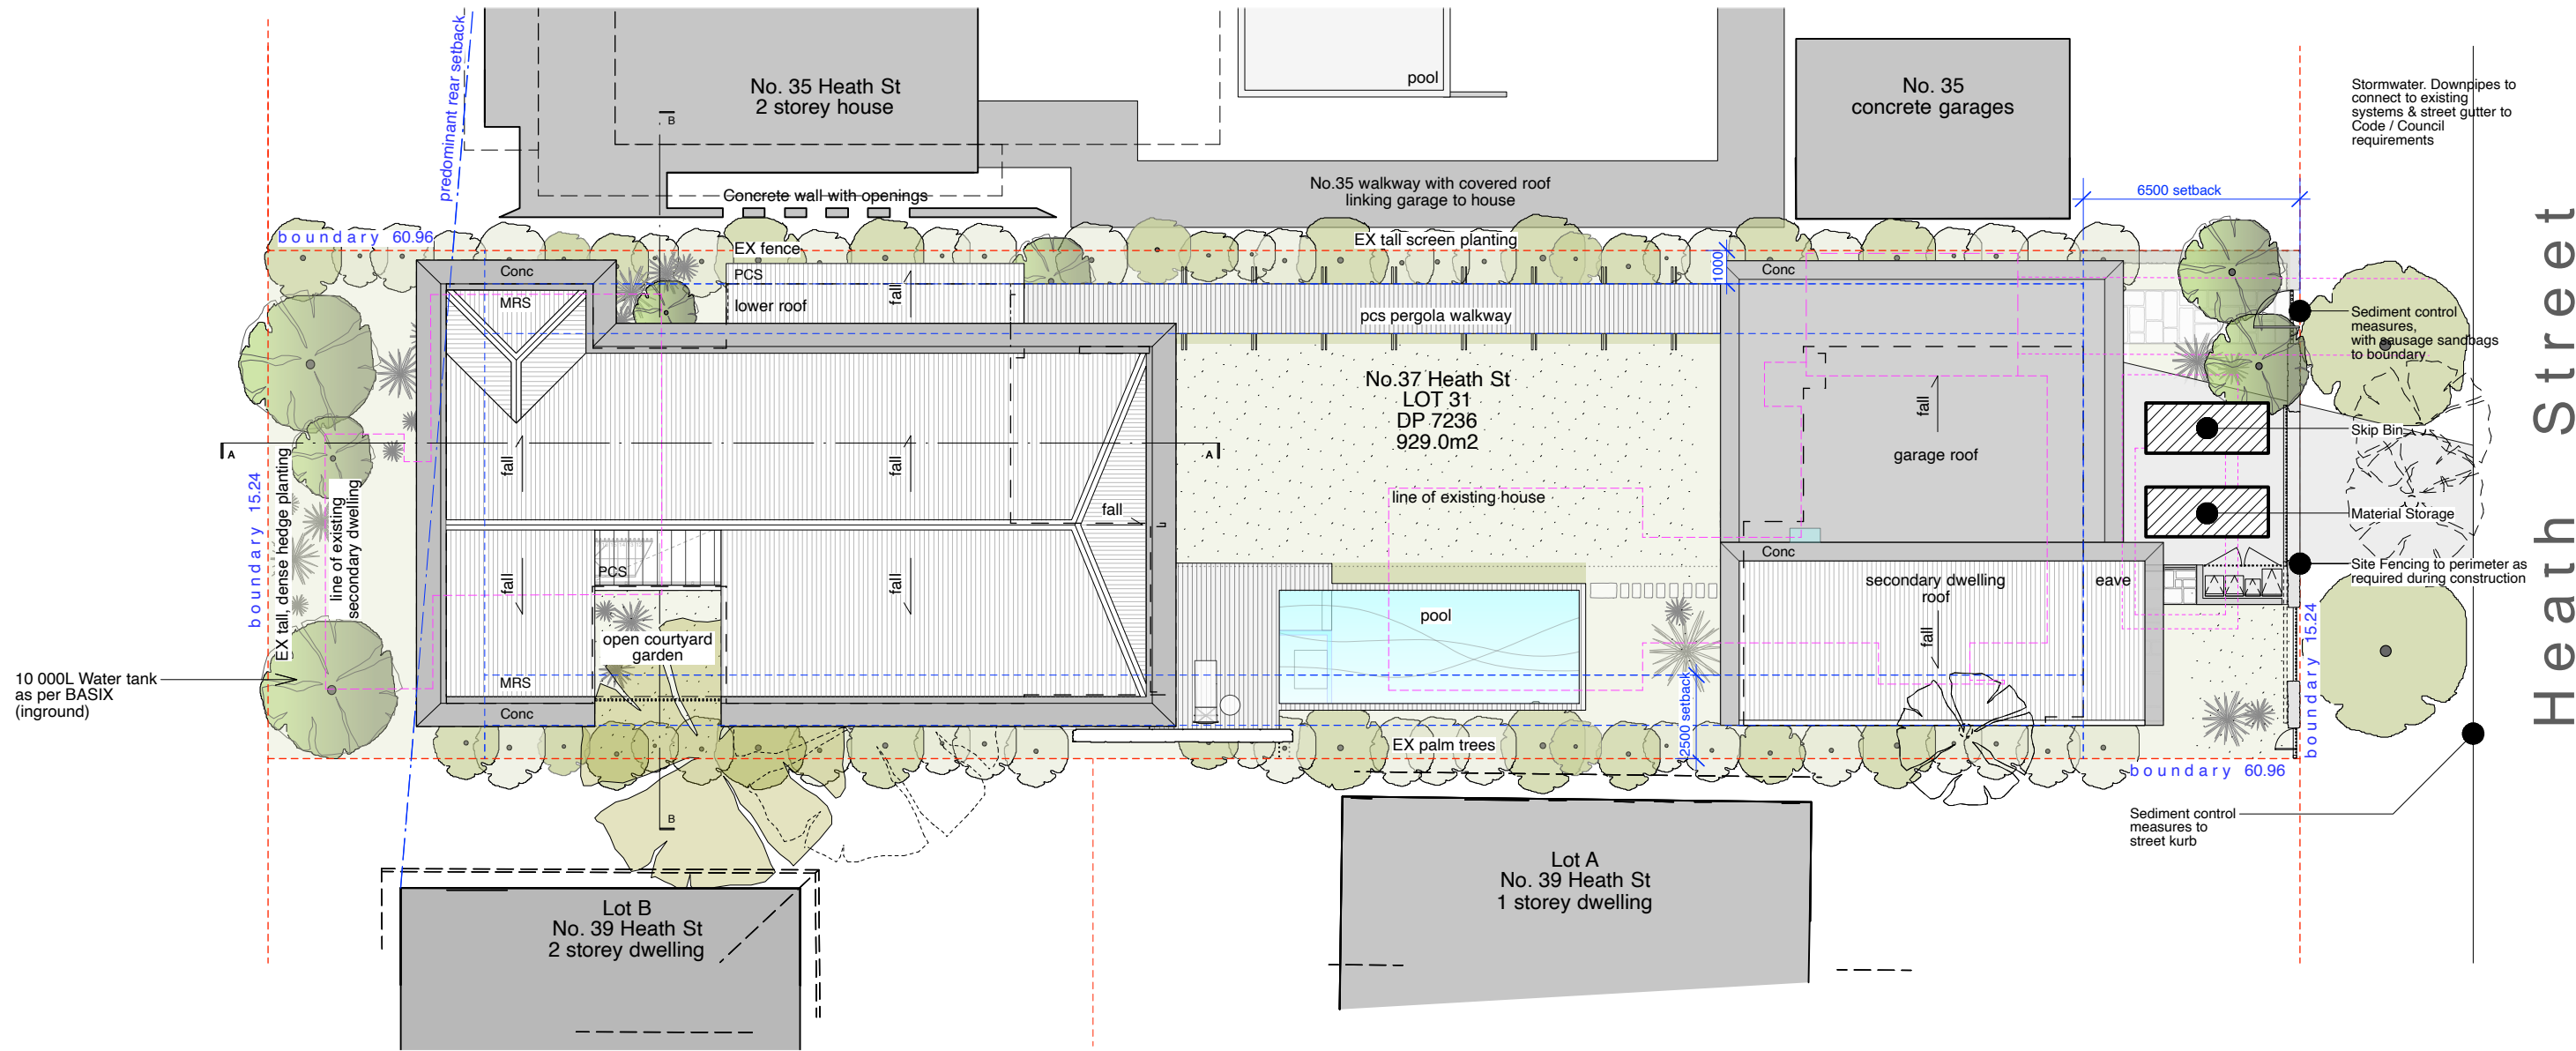 predominant rear setback
No. 35 Heath St
2 storey house
B
pool
No. 35
concrete garages
Stormwater. Downpipes to
connect to existing
systems & street gutter to
Code / Council
requirements
Concrete wall with openings
No.35 walkway with covered roof
linking garage to house
6500 setback
boundary 60.96
EX fence
EX tall screen planting
Conc
PCS
1000
Conc
MRS
lower roof
fall
pcs pergola walkway
Sediment control
measures,
with sausage sandbags
to boundary
No.37 Heath St
LOT 31
DP 7236
929.0m2
fall
Skip Bin
A
fall
fall
A
garage roof
boundary 15.24
EX tall, dense hedge planting
line of existing
secondary dwelling
line of existing house
fall
Material Storage
Conc
PCS
fall
fall
secondary dwelling
roof
eave
Site Fencing to perimeter as
required during construction
pool
open courtyard
garden
fall
boundary 15.24
10 000L Water tank
as per BASIX
(inground)
MRS
Conc
2500 setback
EX palm trees
boundary 60.96
B
Sediment control
measures to
street kurb
Lot A
No. 39 Heath St
1 storey dwelling
Lot B
No. 39 Heath St
2 storey dwelling
Heath Street